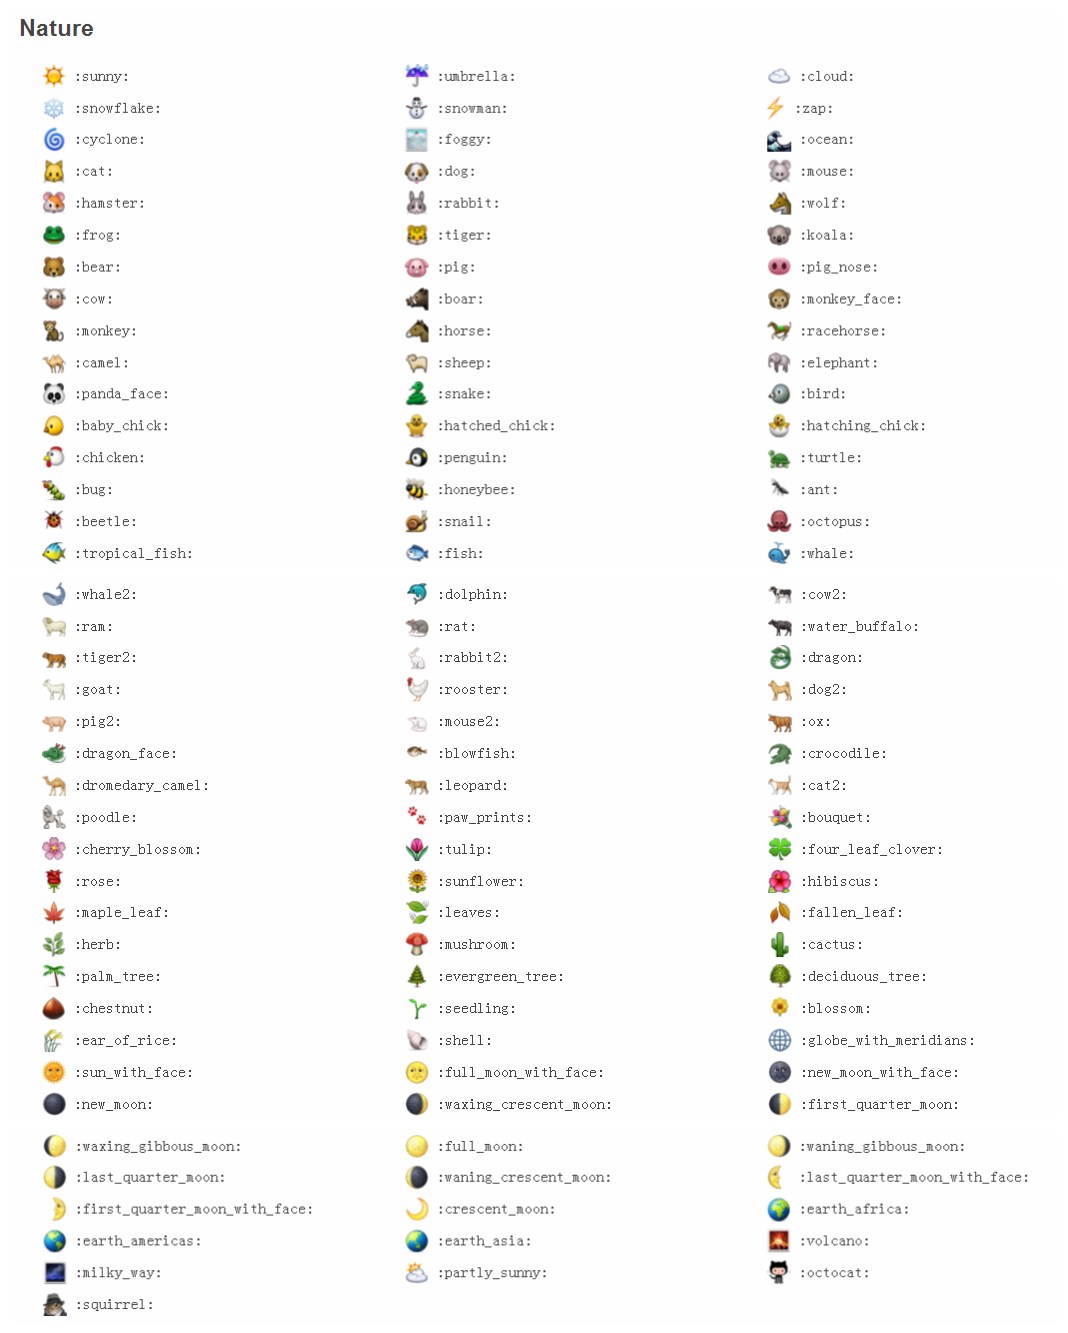 Nature
:sunny: :umbrella: :cloud:
:snowflake: :snowman: :zap:
:cyclone: :foggy: :ocean:
:cat: :dog: :mouse:
:hamster: :rabbit: :wolf:
:frog: :tiger: :koala:
:bear: :pig: :pig_nose:
:cow: :boar: :monkey_face:
:monkey: :horse: :racehorse:
:camel: :sheep: :elephant:
:panda_face: :snake: :bird:
:baby_chick: :hatched_chick: :hatching_chick:
:chicken: :penguin: :turtle:
:bug: :honeybee: :ant:
:beetle: :snail: :octopus:
:tropical_fish: :fish: :whale:
:whale2: :dolphin: :cow2:
:ram: :rat: :water_buffalo:
:tiger2: :rabbit2: :dragon:
:goat: :rooster: :dog2:
:pig2: :mouse2: :ox:
:dragon_face: :blowfish: :crocodile:
:dromedary_camel: :leopard: :cat2:
:poodle: :paw_prints: :bouquet:
:cherry_blossom: :tulip: :four_leaf_clover:
:rose: :sunflower: :hibiscus:
:maple_leaf: :leaves: :fallen_leaf:
:herb: :mushroom: :cactus:
:palm_tree: :evergreen_tree: :deciduous_tree:
:chestnut: :seedling: :blossom:
:ear_of_rice: :shell: :globe_with_meridians:
:sun_with_face: :full_moon_with_face: :new_moon_with_face:
:new_moon: :waxing_crescent_moon: :first_quarter_moon:
:waxing_gibbous_moon: :full_moon: :waning_gibbous_moon:
:last_quarter_moon: :waning_crescent_moon: :last_quarter_moon_with_face:
:first_quarter_moon_with_face: :crescent_moon: :earth_africa:
:earth_americas: :earth_asia: :volcano:
:milky_way: :partly_sunny: :octocat:
:squirrel: